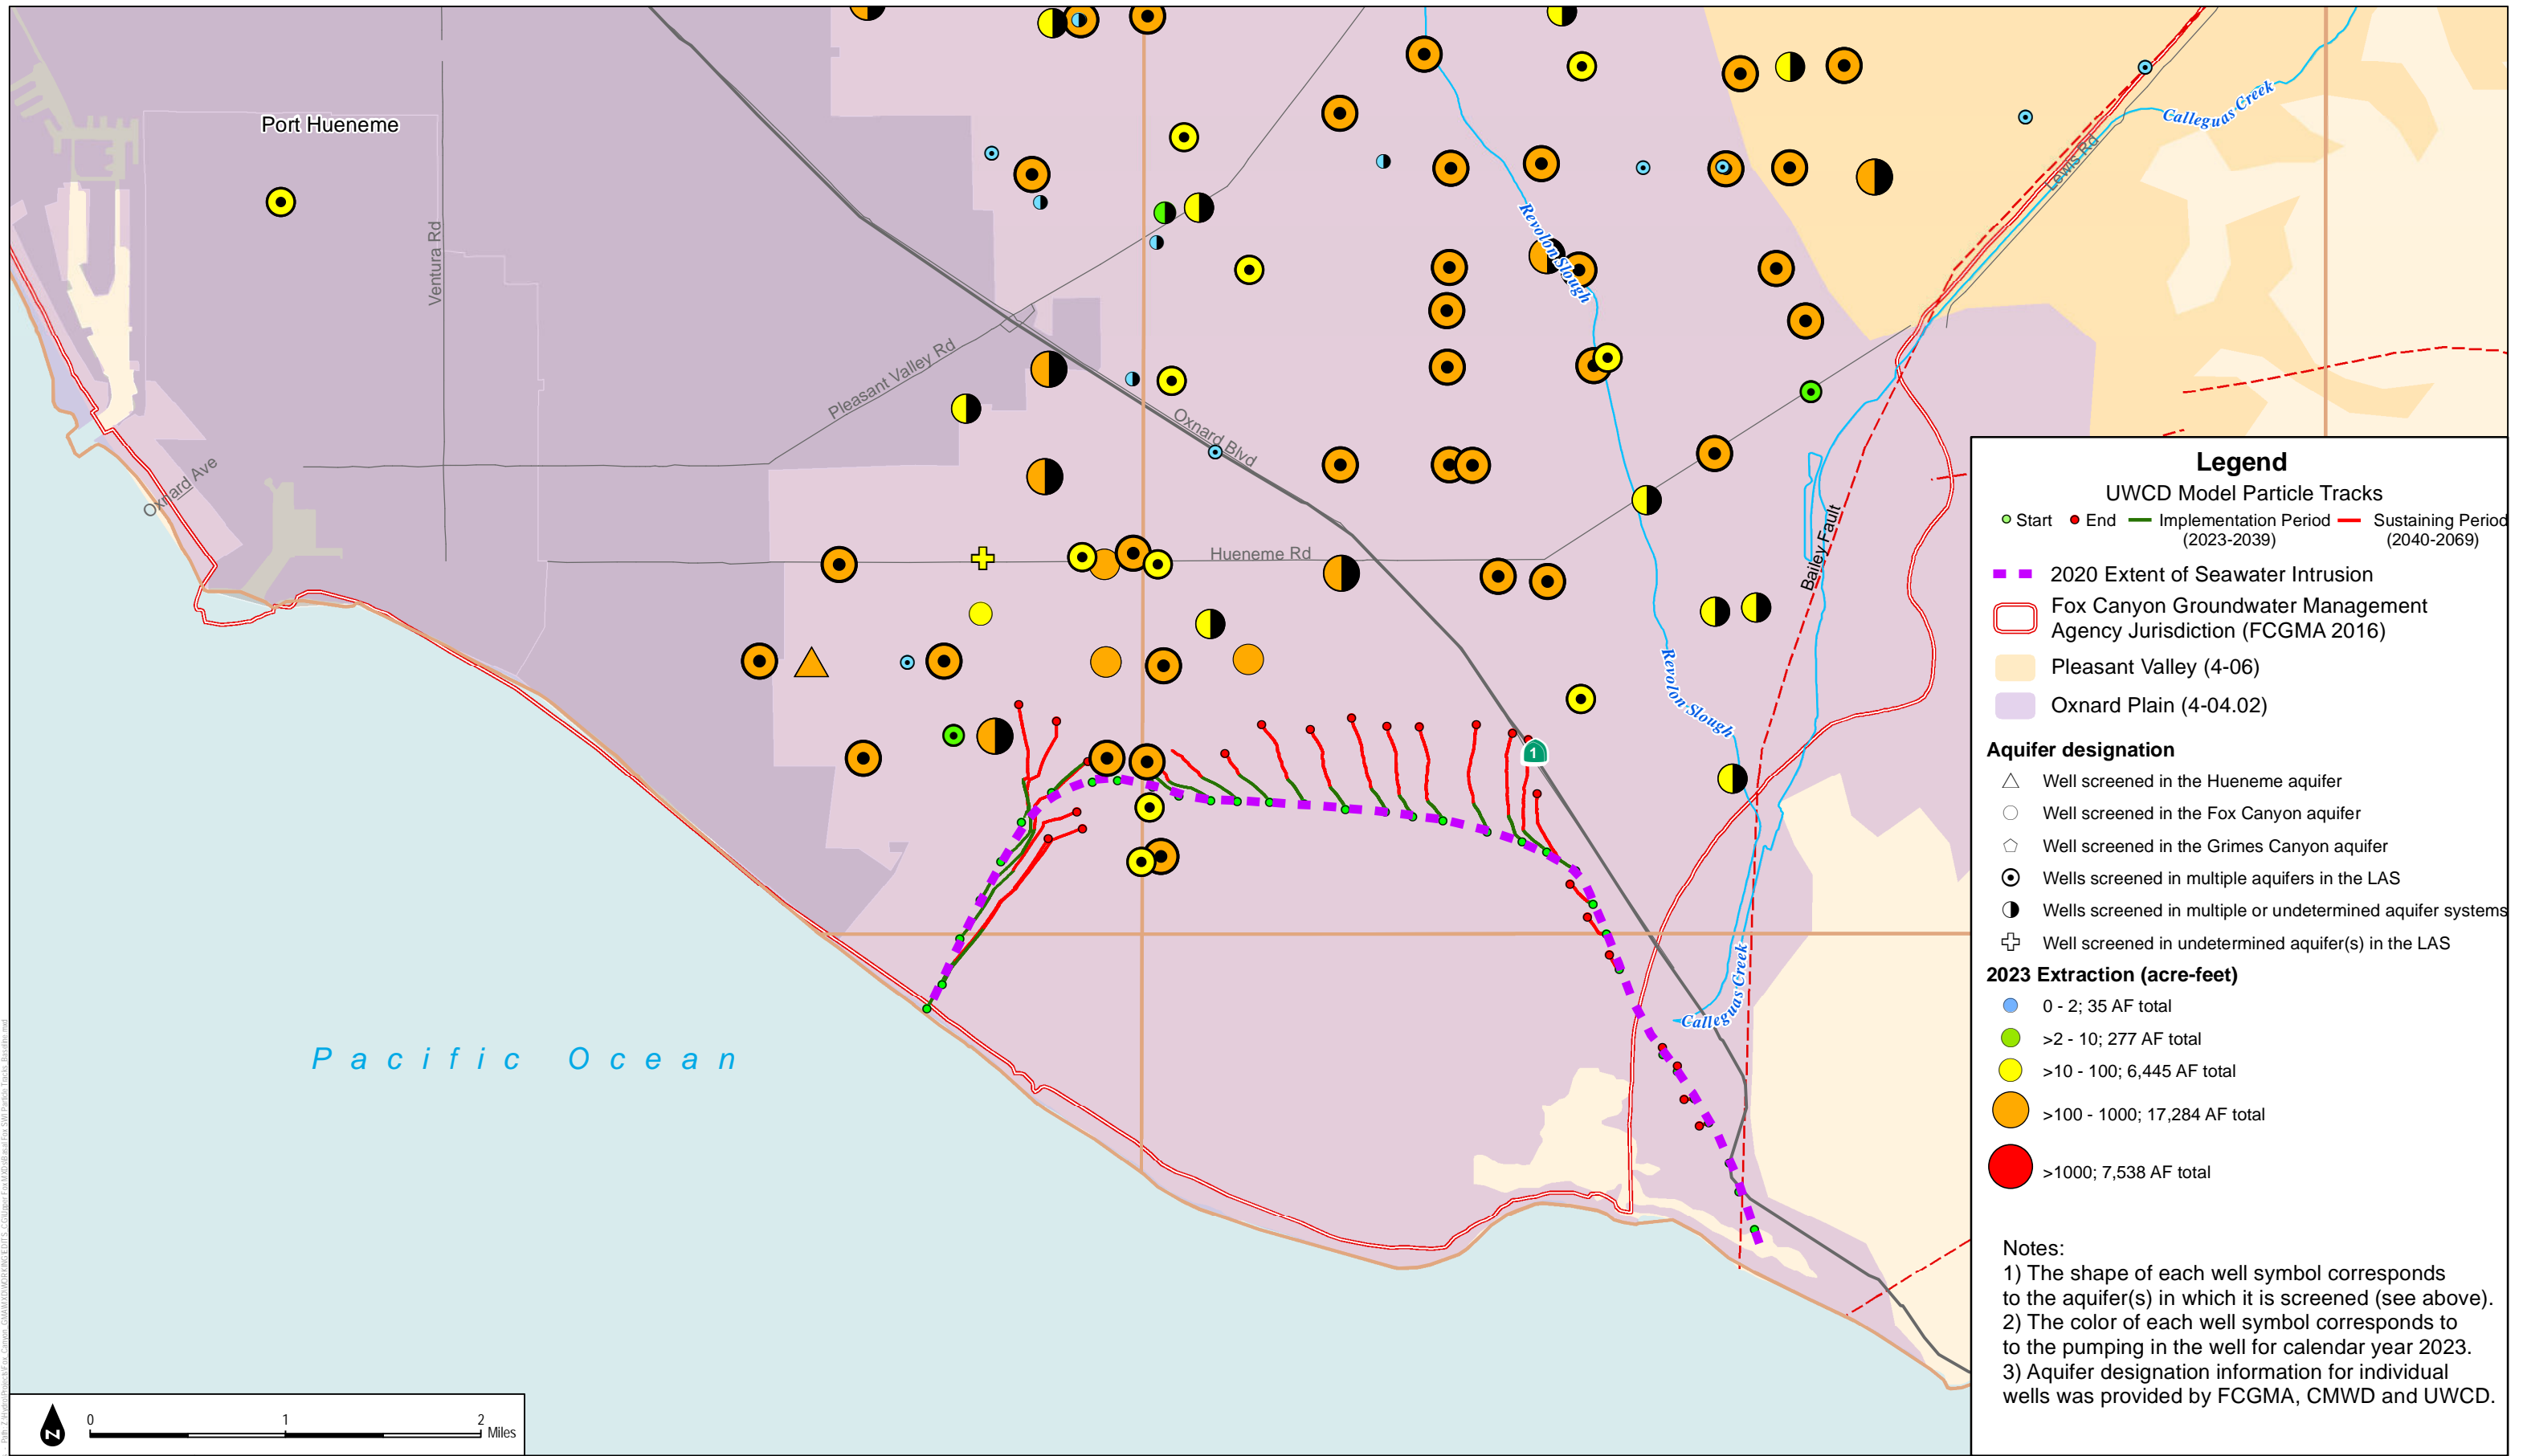 Port Hueneme
Ventura Rd
Oxnard Ave
Pleasant Valley Rd
Oxnard Blvd
Hueneme Rd
Revolon Slough
Revolon Slough
Calleguas Creek
Lewis Rd
Bailey Fault
1
Calleguas Creek
Pacific Ocean
N
0 1 2
Miles
Legend
UWCD Model Particle Tracks
Start End Implementation Period Sustaining Period
(2023-2039) (2040-2069)
2020 Extent of Seawater Intrusion
Fox Canyon Groundwater Management
Agency Jurisdiction (FCGMA 2016)
Pleasant Valley (4-06)
Oxnard Plain (4-04.02)
Aquifer designation
Well screened in the Hueneme aquifer
Well screened in the Fox Canyon aquifer
Well screened in the Grimes Canyon aquifer
Wells screened in multiple aquifers in the LAS
Wells screened in multiple or undetermined aquifer systems
Well screened in undetermined aquifer(s) in the LAS
2023 Extraction (acre-feet)
0 - 2; 35 AF total
>2 - 10; 277 AF total
>10 - 100; 6,445 AF total
>100 - 1000; 17,284 AF total
>1000; 7,538 AF total
Notes:
1) The shape of each well symbol corresponds
to the aquifer(s) in which it is screened (see above).
2) The color of each well symbol corresponds to
to the pumping in the well for calendar year 2023.
3) Aquifer designation information for individual
wells was provided by FCGMA, CMWD and UWCD.